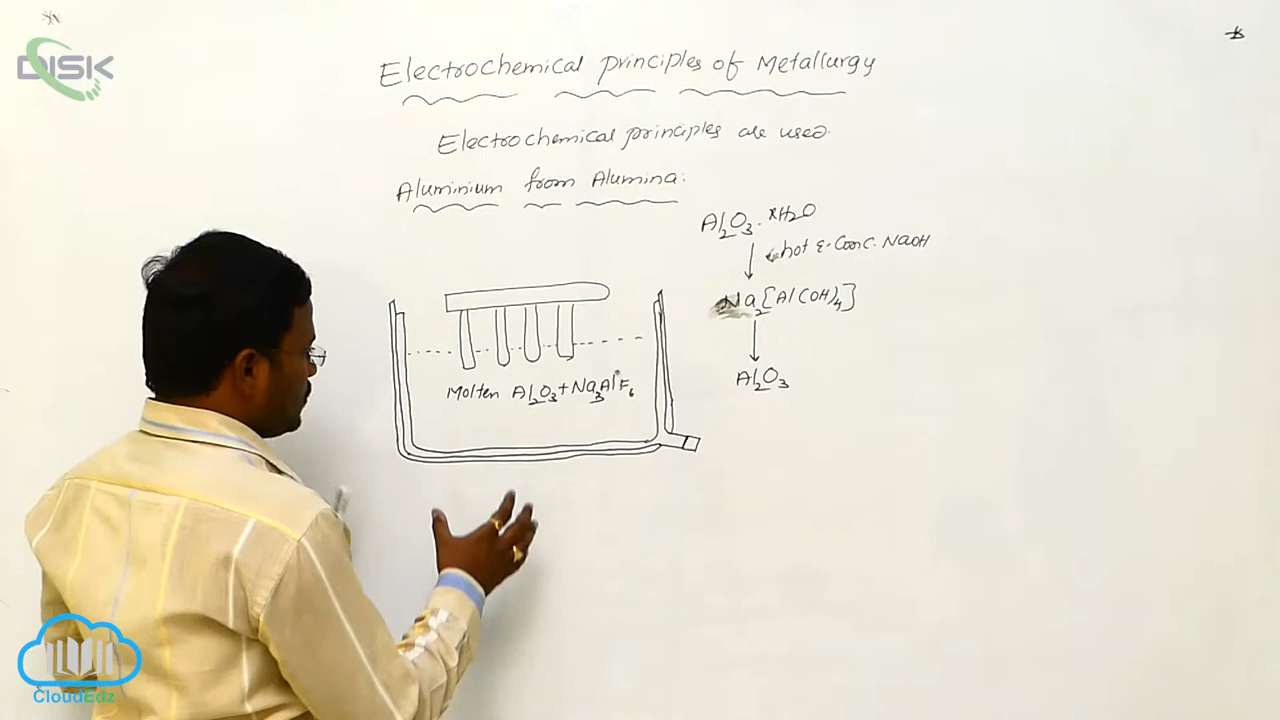 DISK
Electrochemical principles of Metallurgy
Electrochemical principles are used
Aluminium from Alumina:
Al2O3.xH2O
hot & conc. NaOH
Na2[Al(OH)4]
Al2O3
Molten Al2O3+Na3AlF6
CloudEdz